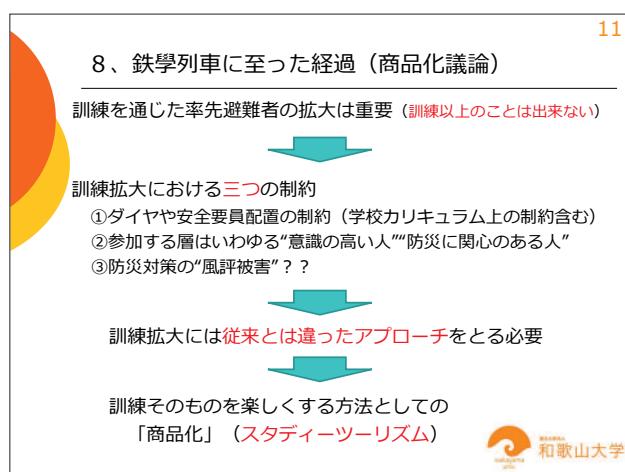 11
８、鉄學列車に至った経過（商品化議論）
訓練を通じた率先避難者の拡大は重要（訓練以上のことは出来ない）
訓練拡大における三つの制約
①ダイヤや安全要員配置の制約（学校カリキュラム上の制約含む）
②参加する層はいわゆる“意識の高い人”“防災に関心のある人”
③防災対策の“風評被害”？？
訓練拡大には従来とは違ったアプローチをとる必要
訓練そのものを楽しくする方法としての
「商品化」（スタディーツーリズム）
和歌山大学